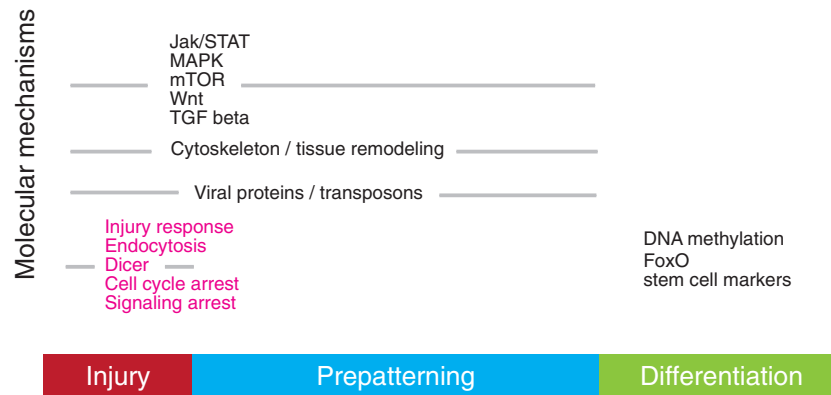 Molecular mechanisms
Jak/STAT
MAPK
mTOR
Wnt
TGF beta
Cytoskeleton / tissue remodeling
Viral proteins / transposons
Injury response
Endocytosis
Dicer
Cell cycle arrest
Signaling arrest
DNA methylation
FoxO
stem cell markers
Injury
Prepatterning
Differentiation